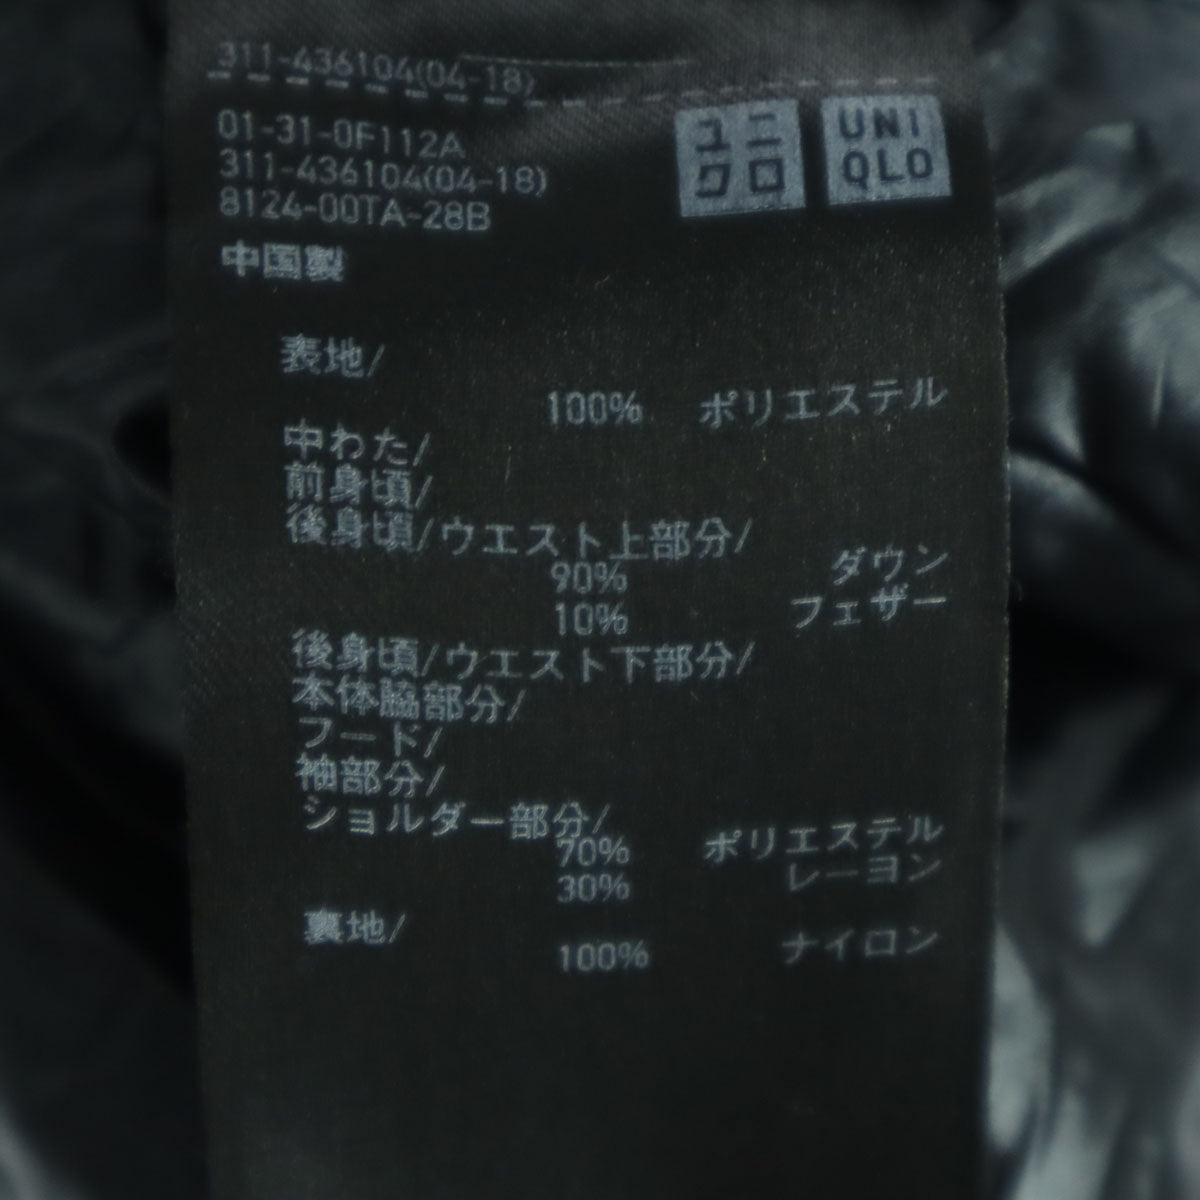 311-436104(04-18)
01-31-0F112A
311-436104(04-18)
8124-00TA-28B
ユニ
クロ
UNI
QLO
中国製
表地/
100% ポリエステル
中わた/
前身頃/
後身頃/ウエスト上部分/
90% ダウン
10% フェザー
後身頃/ウエスト下部分/
本体脇部分/
フード/
袖部分/
ショルダー部分/
70% ポリエステル
30% レーヨン
裏地/
100% ナイロン